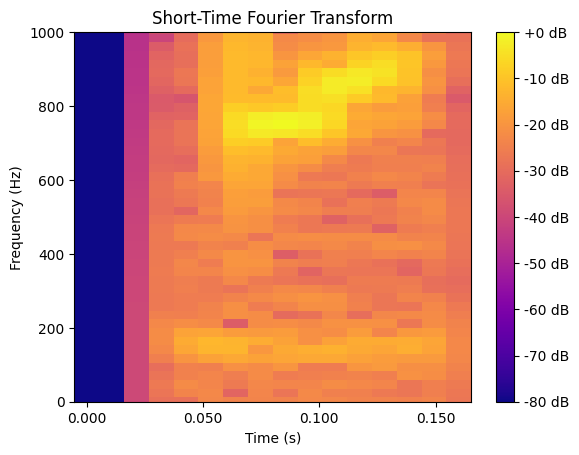 Short-Time Fourier Transform
1000
800
600
400
200
0
Frequency (Hz)
0.000
0.050
0.100
0.150
Time (s)
+0 dB
-10 dB
-20 dB
-30 dB
-40 dB
-50 dB
-60 dB
-70 dB
-80 dB